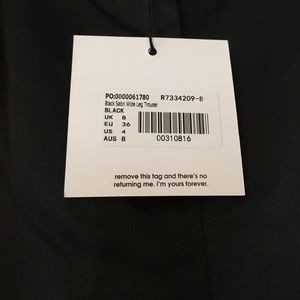 PO:0000061780 R7334209-8
Black Satin Wide Leg Trouser
BLACK
UK 8
EU 36
US 4
AUS 8
00310816
remove this tag and there's no
returning me. i'm yours forever.